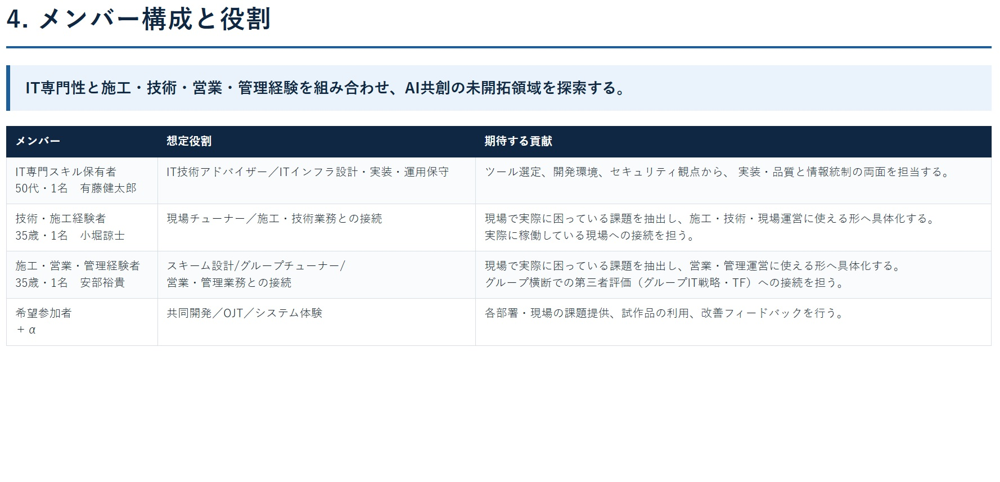 4. メンバー構成と役割
IT専門性と施工・技術・営業・管理経験を組み合わせ、AI共創の未開拓領域を探索する。
メンバー 想定役割 期待する貢献
IT専門スキル保有者 IT技術アドバイザー／ITインフラ設計・実装・運用保守 ツール選定、開発環境、セキュリティ観点から、 実装・品質と情報統制の両面を担当する。
50代・1名　有藤健太郎
技術・施工経験者 現場チューナー／施工・技術業務との接続 現場で実際に困っている課題を抽出し、施工・技術・現場運営に使える形へ具体化する。
35歳・1名　小堀諒士 実際に稼働している現場への接続を担う。
施工・営業・管理経験者 スキーム設計/グループチューナー/ 現場で実際に困っている課題を抽出し、営業・管理運営に使える形へ具体化する。
35歳・1名　安部裕貴 営業・管理業務との接続 グループ横断での第三者評価（グループIT戦略・TF）への接続を担う。
希望参加者 共同開発／OJT／システム体験 各部署・現場の課題提供、試作品の利用、改善フィードバックを行う。
＋α